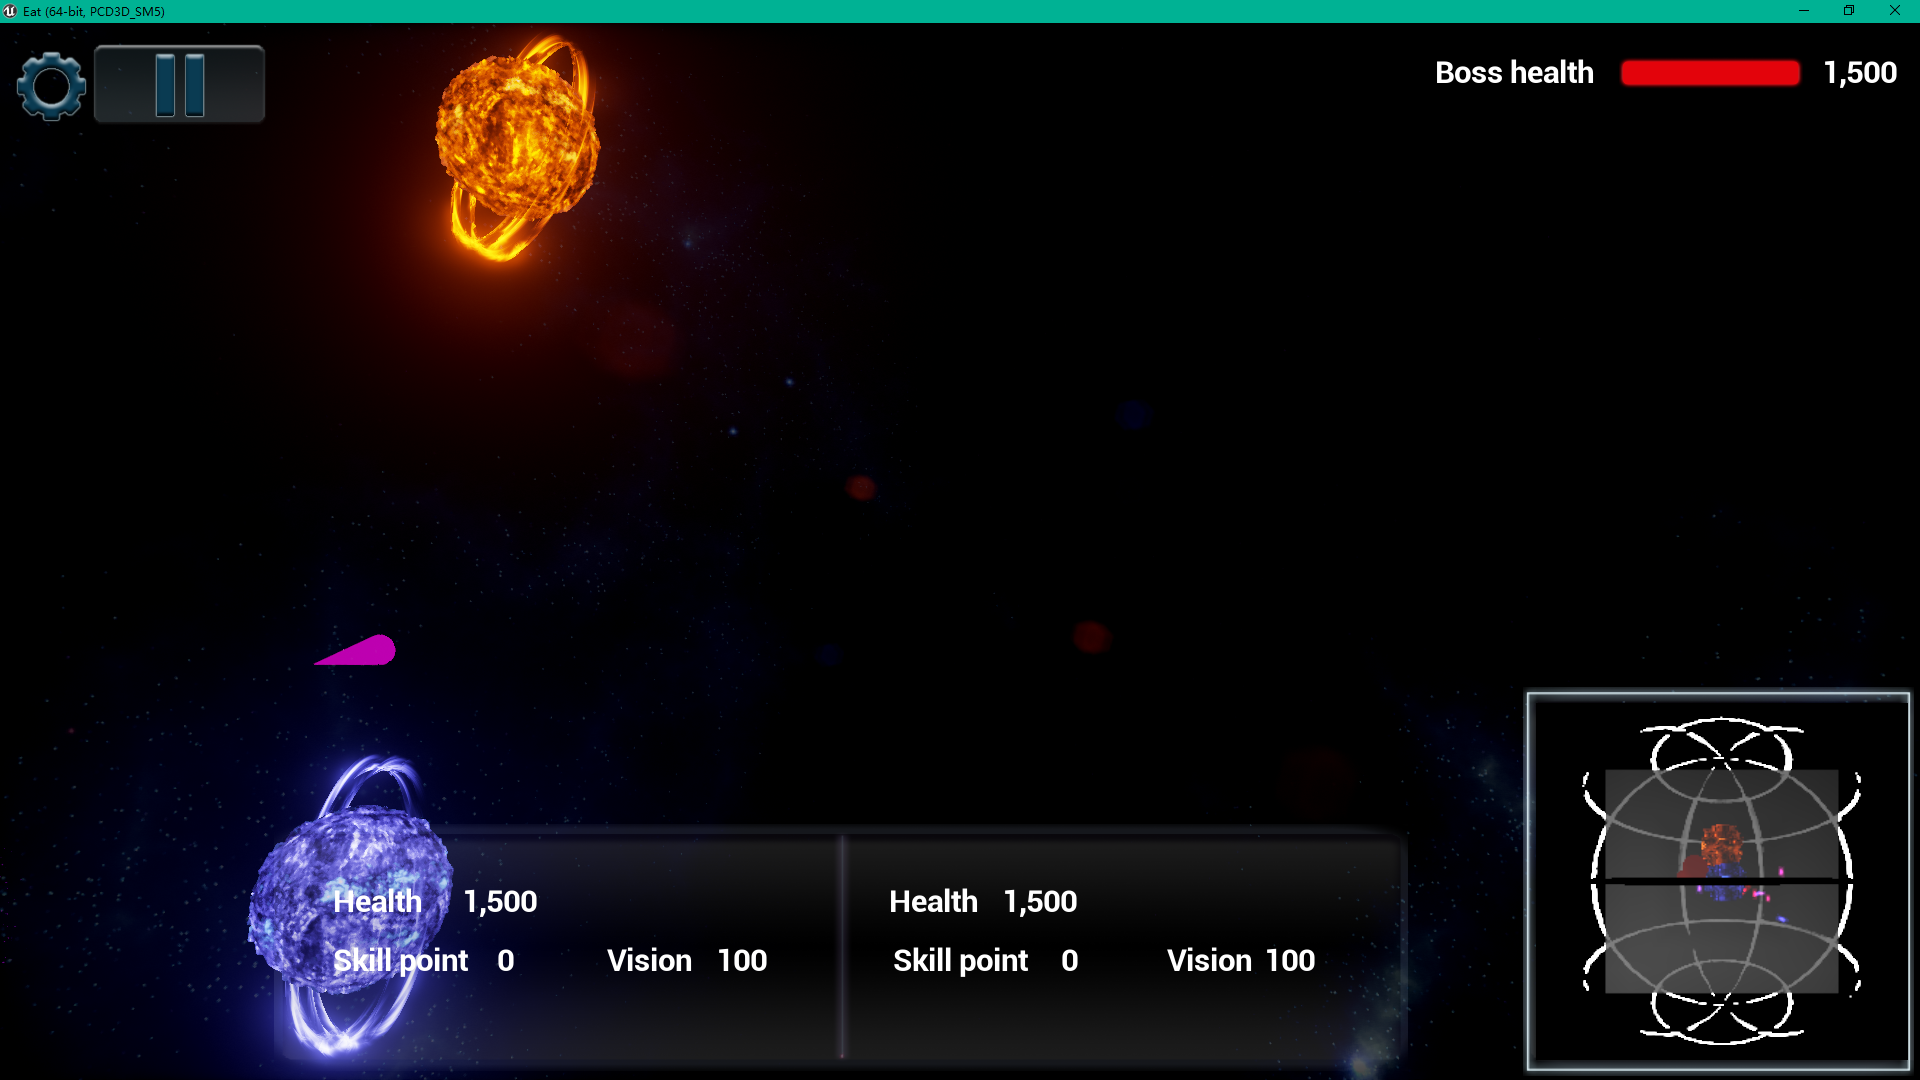 Eat (64-bit, PCD3D_SM5)
Boss health 1,500
Health 1,500
Skill point 0 Vision 100
Health 1,500
Skill point 0 Vision 100